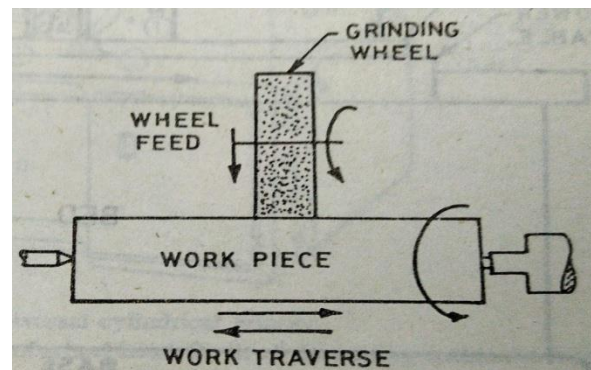 GRINDING
WHEEL
WHEEL
FEED
WORK PIECE
WORK TRAVERSE